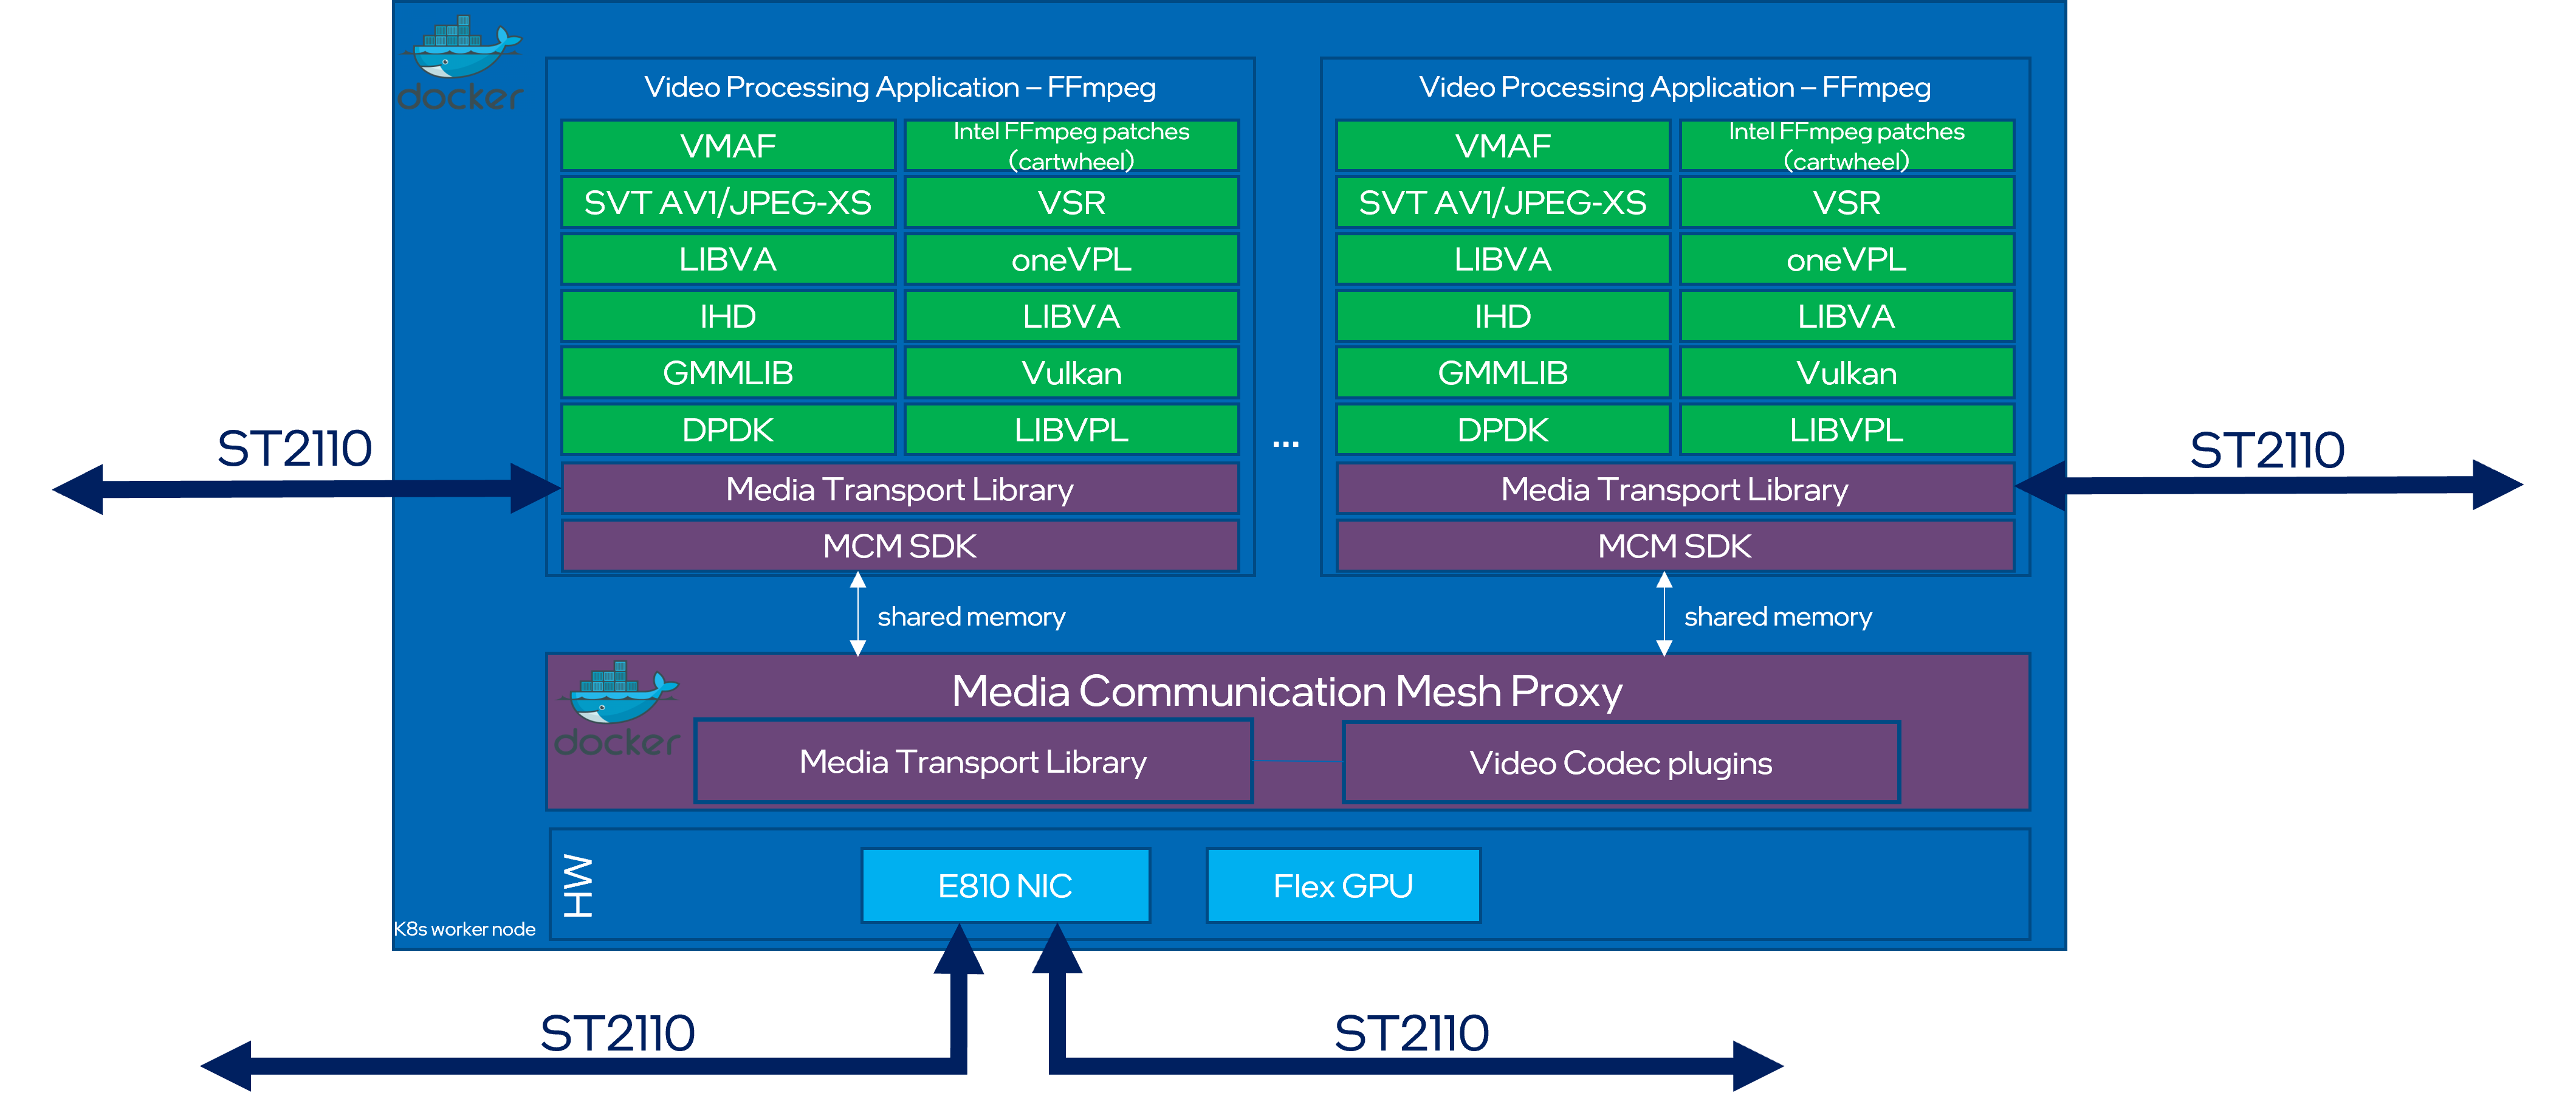 docker
Video Processing Application – FFmpeg
VMAF
Intel FFmpeg patches
(cartwheel)
SVT AV1/JPEG-XS
VSR
LIBVA
oneVPL
IHD
LIBVA
GMMLIB
Vulkan
DPDK
LIBVPL
Media Transport Library
MCM SDK
...
Video Processing Application – FFmpeg
VMAF
Intel FFmpeg patches
(cartwheel)
SVT AV1/JPEG-XS
VSR
LIBVA
oneVPL
IHD
LIBVA
GMMLIB
Vulkan
DPDK
LIBVPL
Media Transport Library
MCM SDK
ST2110
ST2110
shared memory
shared memory
docker
Media Communication Mesh Proxy
Media Transport Library
Video Codec plugins
HW
E810 NIC
Flex GPU
K8s worker node
ST2110
ST2110